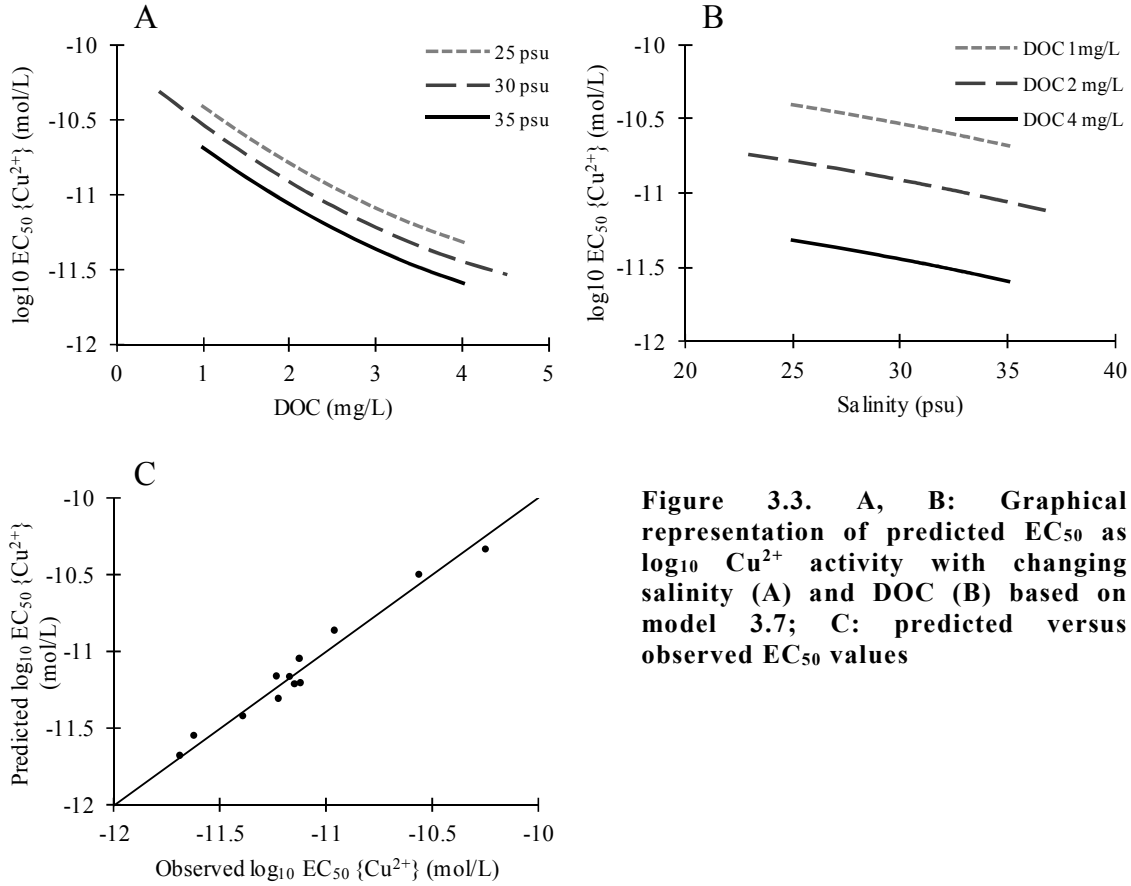 A
log10 EC50 {Cu²⁺} (mol/L)
-10
-10.5
-11
-11.5
-12
0 1 2 3 4 5
DOC (mg/L)
25 psu
30 psu
35 psu
B
log10 EC50 {Cu²⁺} (mol/L)
-10
-10.5
-11
-11.5
-12
20 25 30 35 40
Salinity (psu)
DOC 1mg/L
DOC 2 mg/L
DOC 4 mg/L
C
Predicted log₁₀ EC₅₀ {Cu²⁺}
(mol/L)
-10
-10.5
-11
-11.5
-12
-12 -11.5 -11 -10.5 -10
Observed log₁₀ EC₅₀ {Cu²⁺} (mol/L)
Figure 3.3. A, B: Graphical
representation of predicted EC₅₀ as
log₁₀ Cu²⁺ activity with changing
salinity (A) and DOC (B) based on
model 3.7; C: predicted versus
observed EC₅₀ values